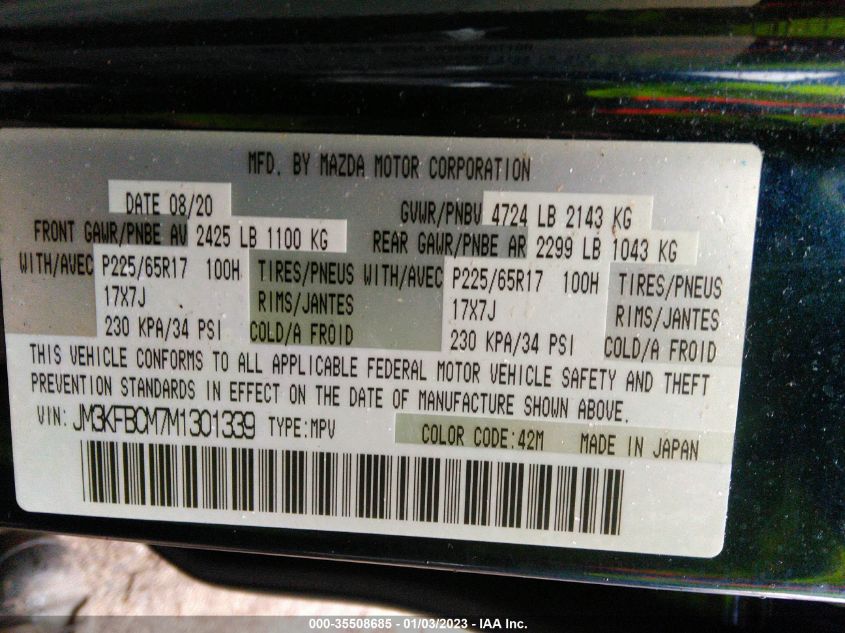 MFD. BY MAZDA MOTOR CORPORATION
DATE 08/20 GVWR/PNBV 4724 LB 2143 KG
FRONT GAWR/PNBE AV 2425 LB 1100 KG REAR GAWR/PNBE AR 2299 LB 1043 KG
WITH/AVEC P225/65R17 100H TIRES/PNEUS WITH/AVEC P225/65R17 100H TIRES/PNEUS
17X7J RIMS/JANTES 17X7J RIMS/JANTES
230 KPA/34 PSI COLD/A FROID 230 KPA/34 PSI COLD/A FROID
THIS VEHICLE CONFORMS TO ALL APPLICABLE FEDERAL MOTOR VEHICLE SAFETY AND THEFT
PREVENTION STANDARDS IN EFFECT ON THE DATE OF MANUFACTURE SHOWN ABOVE.
VIN: JM3KFBCM7M1301339 TYPE:MPV COLOR CODE:42M MADE IN JAPAN
000-35508685 - 01/03/2023 - IAA Inc.